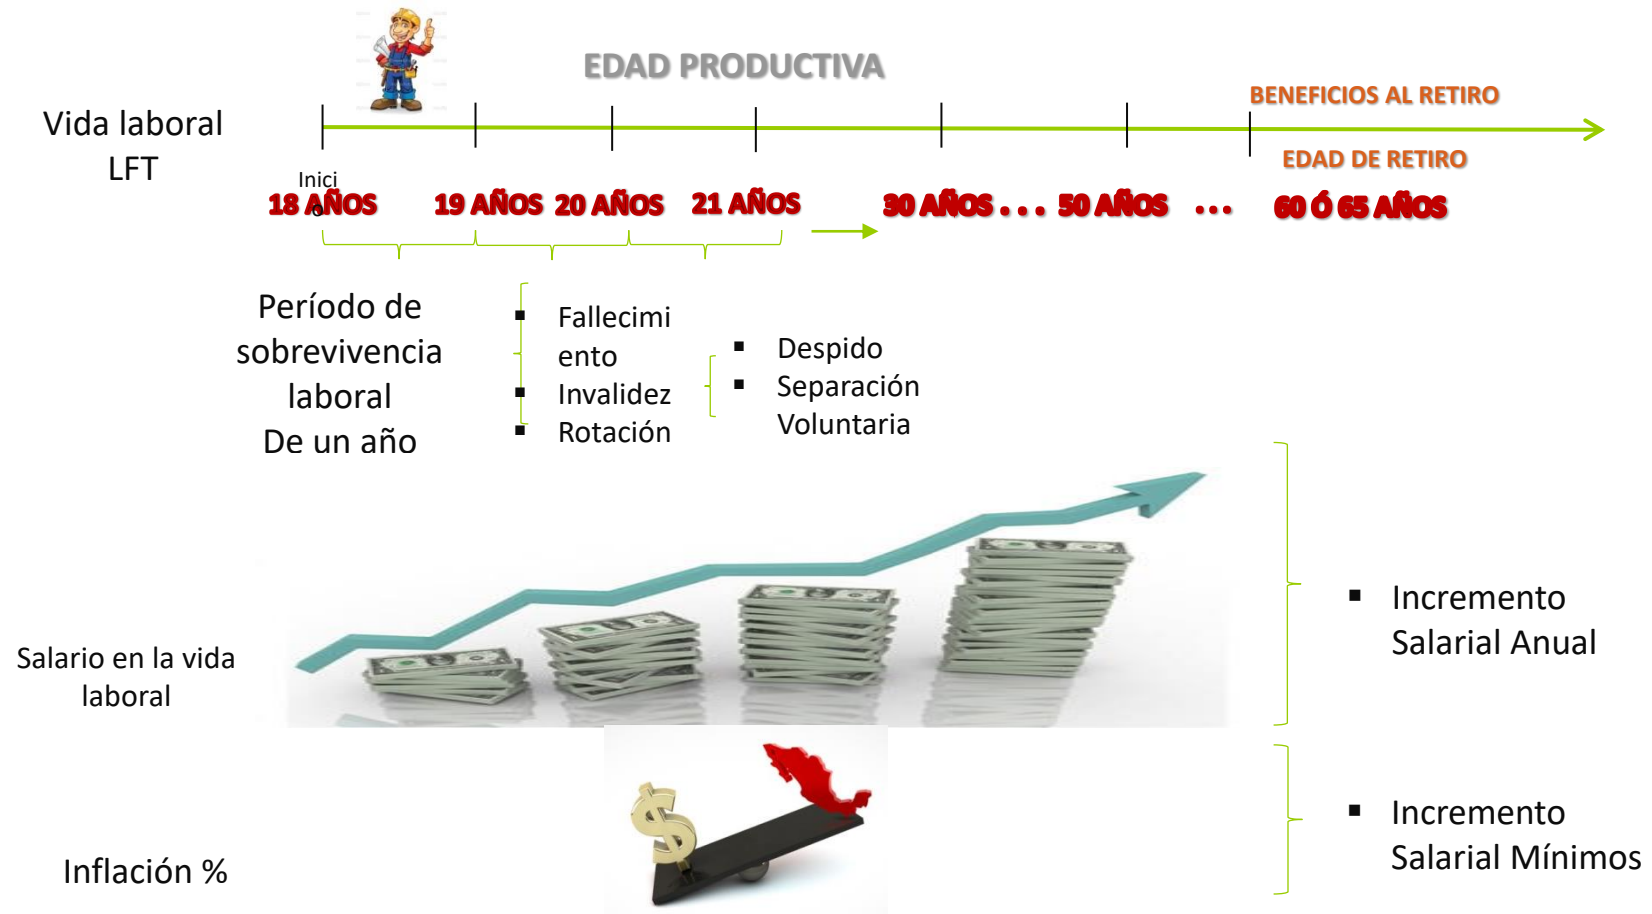 EDAD PRODUCTIVA
BENEFICIOS AL RETIRO
Vida laboral
LFT
EDAD DE RETIRO
Inici
o
18 AÑOS
19 AÑOS
20 AÑOS
21 AÑOS
30 AÑOS . . .
50 AÑOS
. . .
60 Ó 65 AÑOS
Período de
sobrevivencia
laboral
De un año
▪ Fallecimi
ento
▪ Invalidez
▪ Rotación
▪ Despido
▪ Separación
Voluntaria
Salario en la vida
laboral
▪ Incremento
Salarial Anual
Inflación %
▪ Incremento
Salarial Mínimos